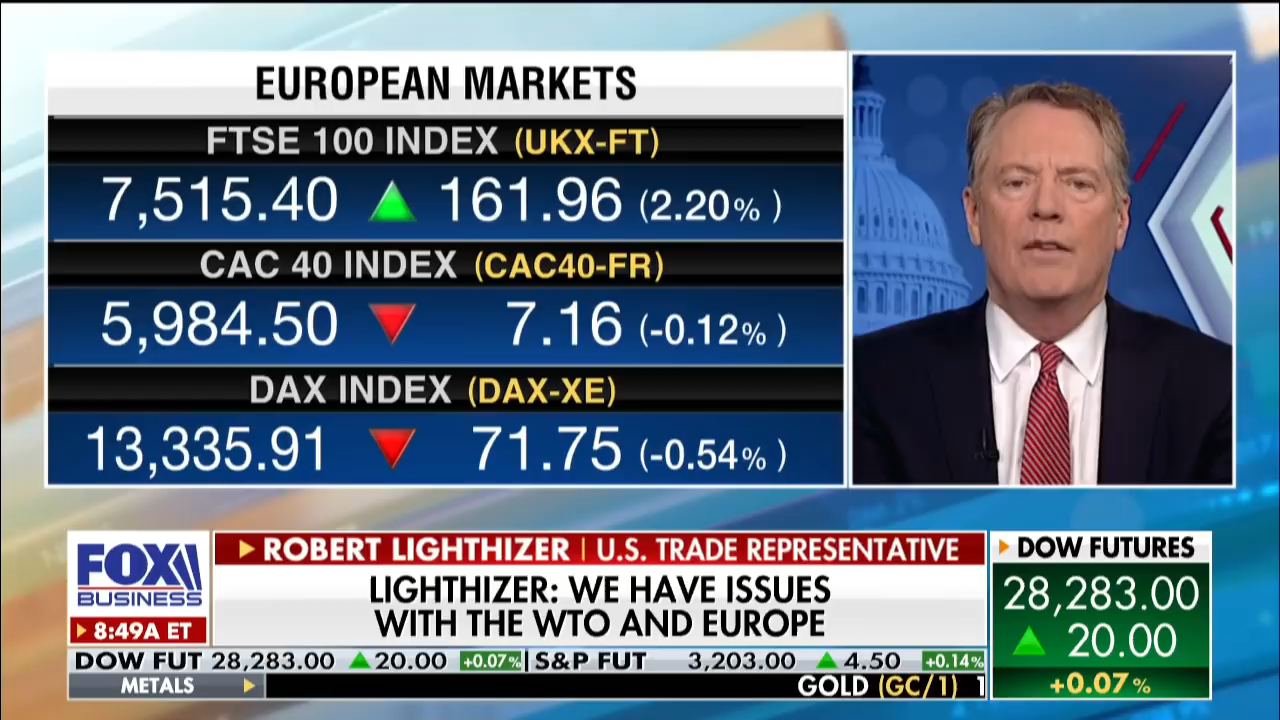 EUROPEAN MARKETS
FTSE 100 INDEX (UKX-FT)
7,515.40 161.96 (2.20%)
CAC 40 INDEX (CAC40-FR)
5,984.50 7.16 (-0.12%)
DAX INDEX (DAX-XE)
13,335.91 71.75 (-0.54%)
FOX
BUSINESS
8:49A ET
ROBERT LIGHTHIZER | U.S. TRADE REPRESENTATIVE
LIGHTHIZER: WE HAVE ISSUES
WITH THE WTO AND EUROPE
DOW FUTURES
28,283.00
20.00
+0.07%
DOW FUT 28,283.00 20.00 +0.07% S&P FUT 3,203.00 4.50 +0.14%
METALS GOLD (GC/1)